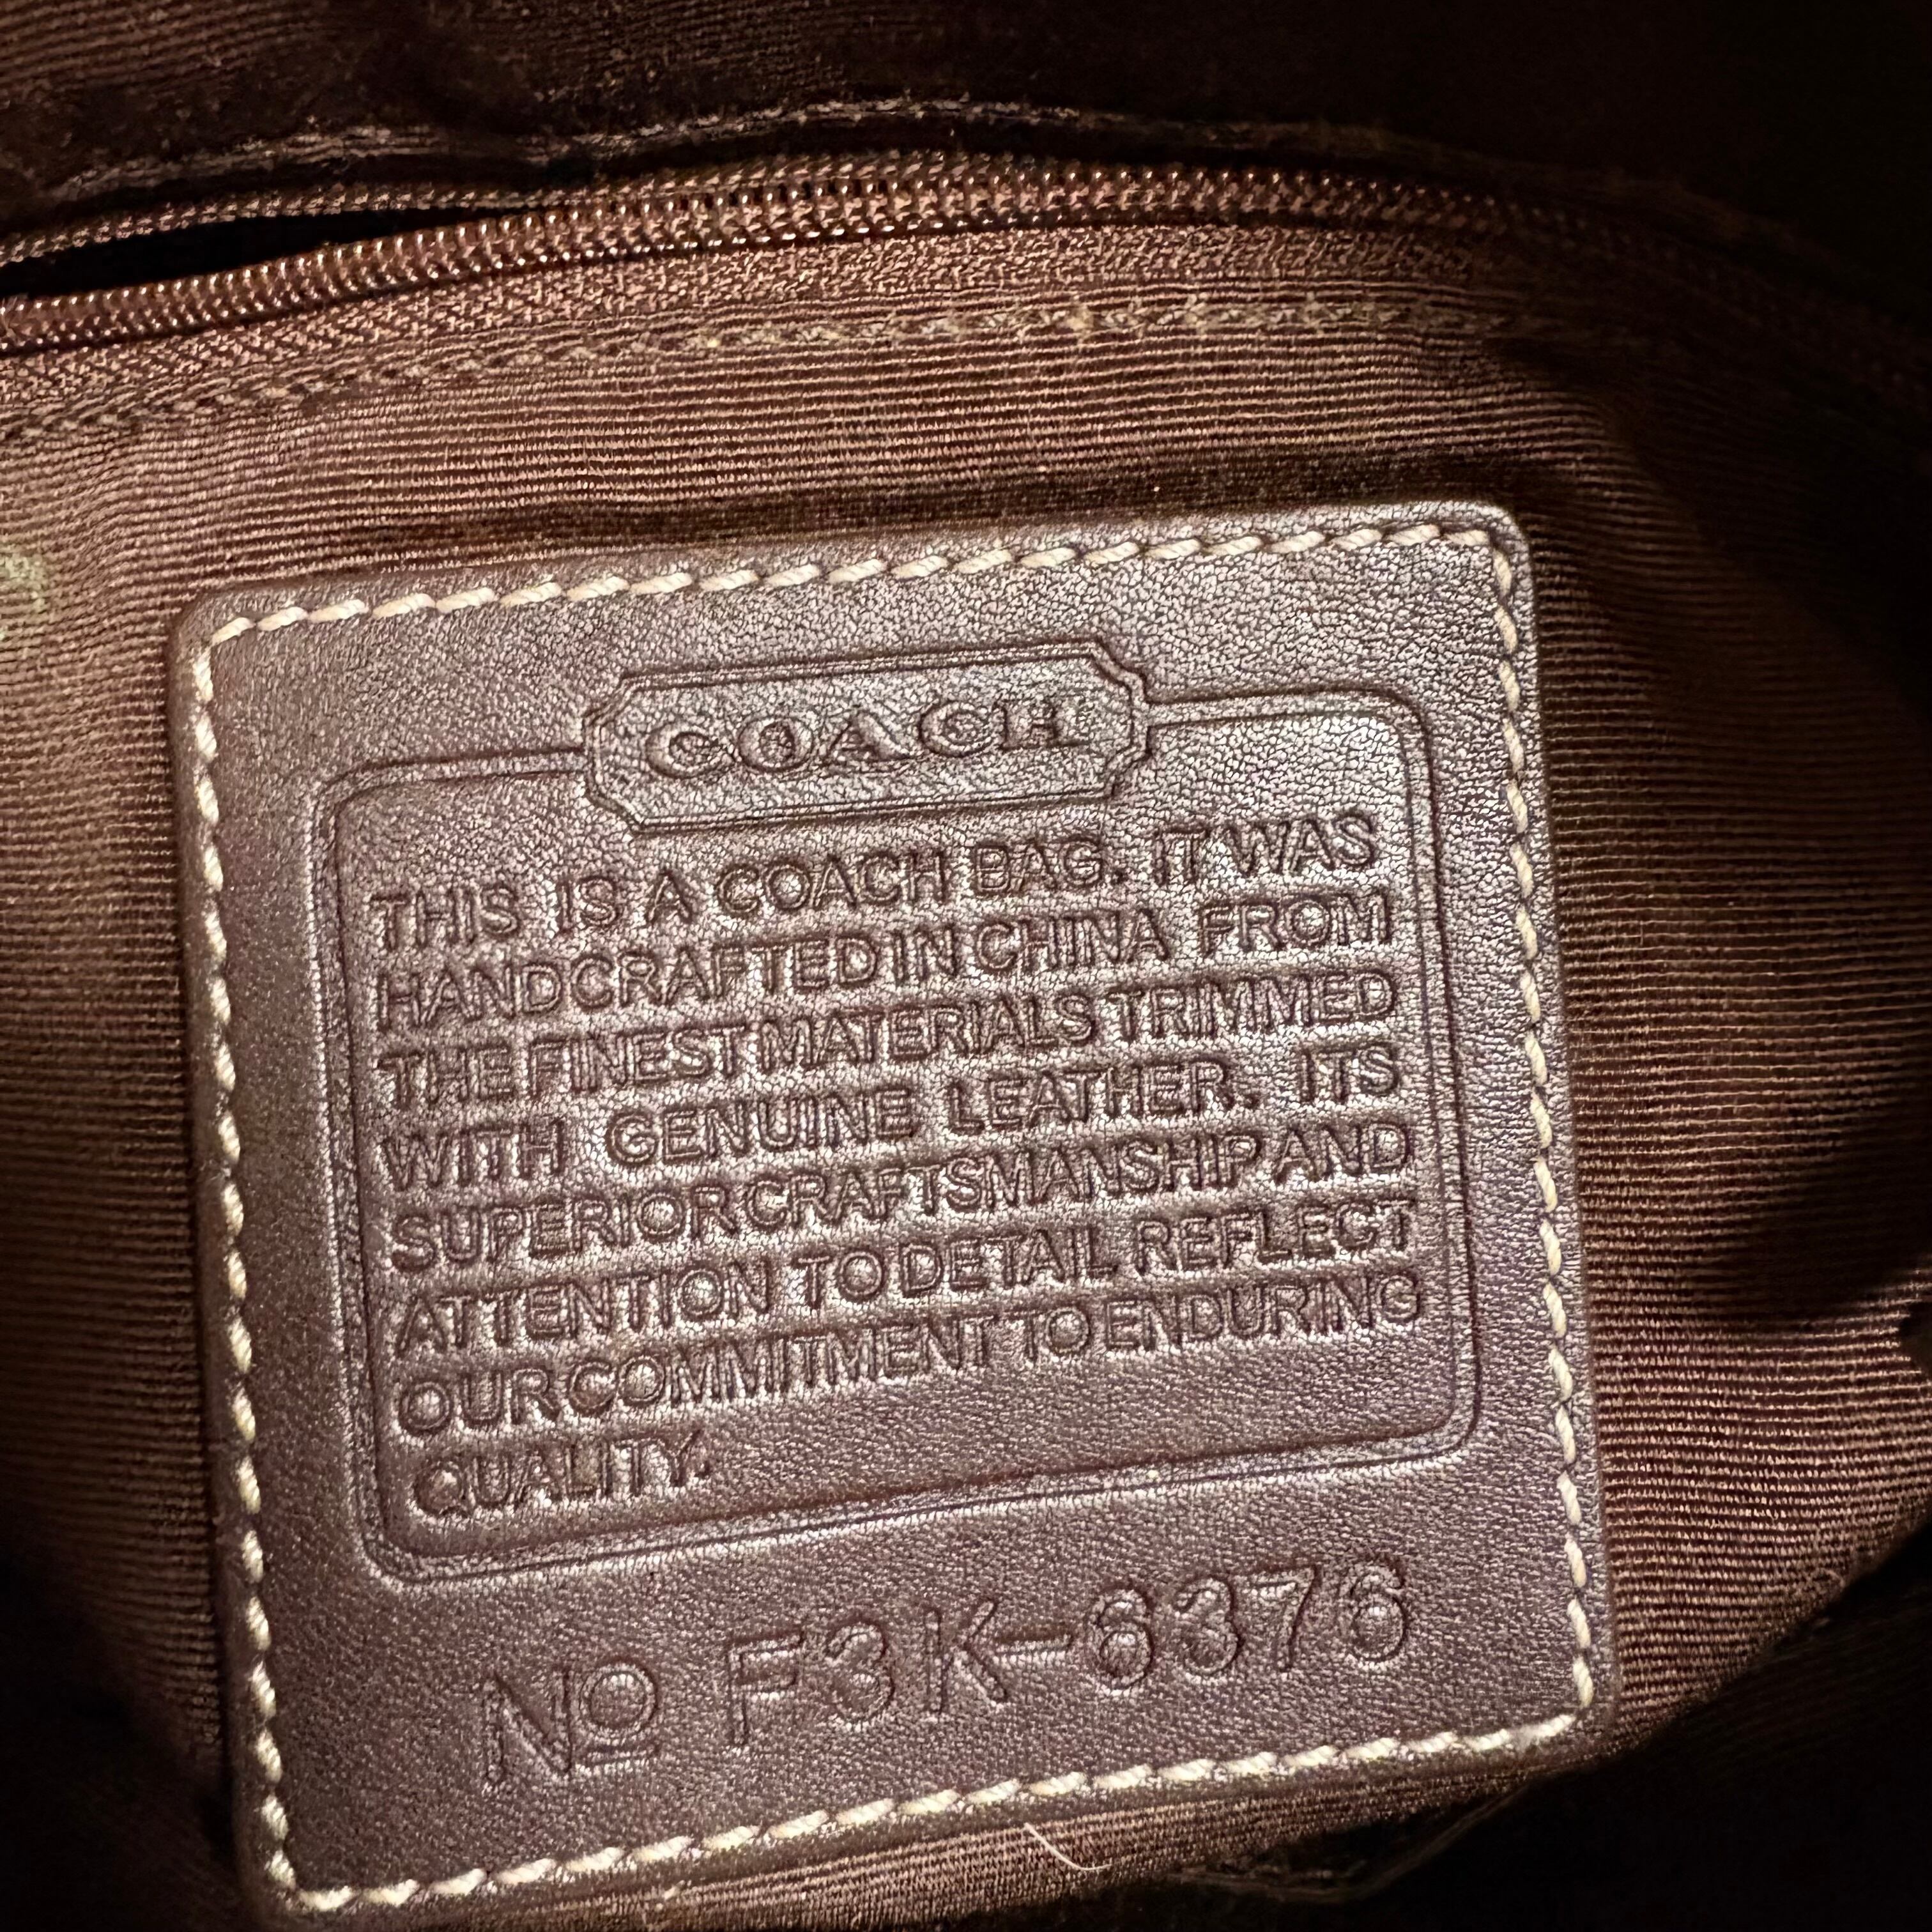 COACH
THIS IS A COACH BAG. IT WAS
HANDCRAFTED IN CHINA FROM
THE FINEST MATERIALS TRIMMED
WITH GENUINE LEATHER. ITS
SUPERIOR CRAFTSMANSHIP AND
ATTENTION TO DETAIL REFLECT
OUR COMMITMENT TO ENDURING
QUALITY.
Nº F3K-6376